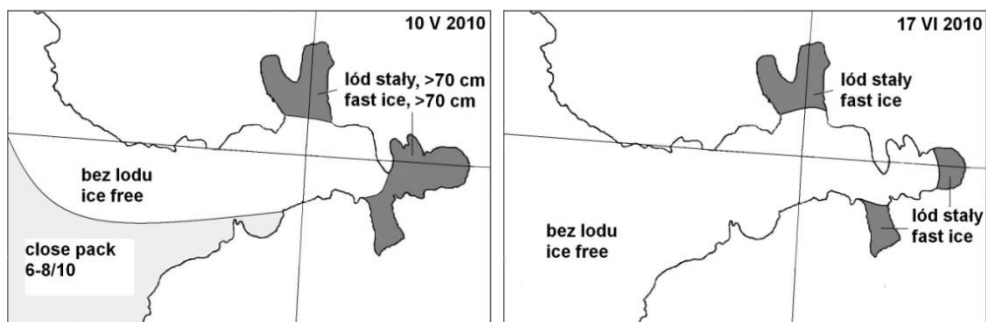 10 V 2010
lód stały, >70 cm
fast ice, >70 cm
bez lodu
ice free
close pack
6-8/10
17 VI 2010
lód stały
fast ice
lód stały
fast ice
bez lodu
ice free